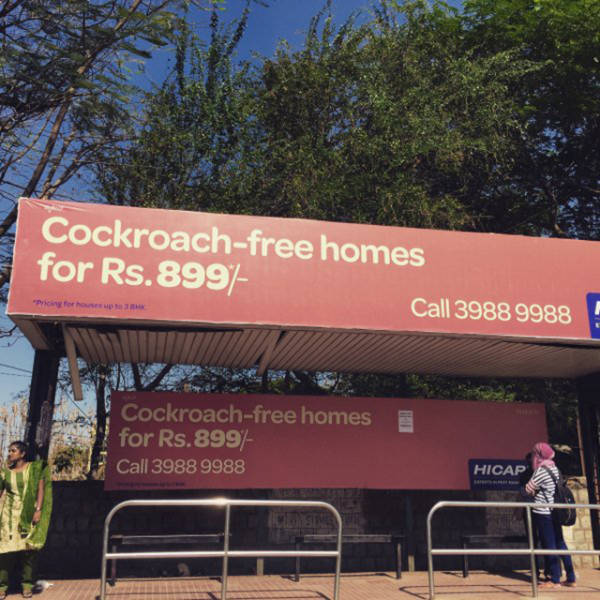 Cockroach-free homes
for Rs. 899*/-
*Pricing for houses up to 3 BHK.
Call 3988 9988
Cockroach-free homes
for Rs. 899*/-
Call 3988 9988
HICAP